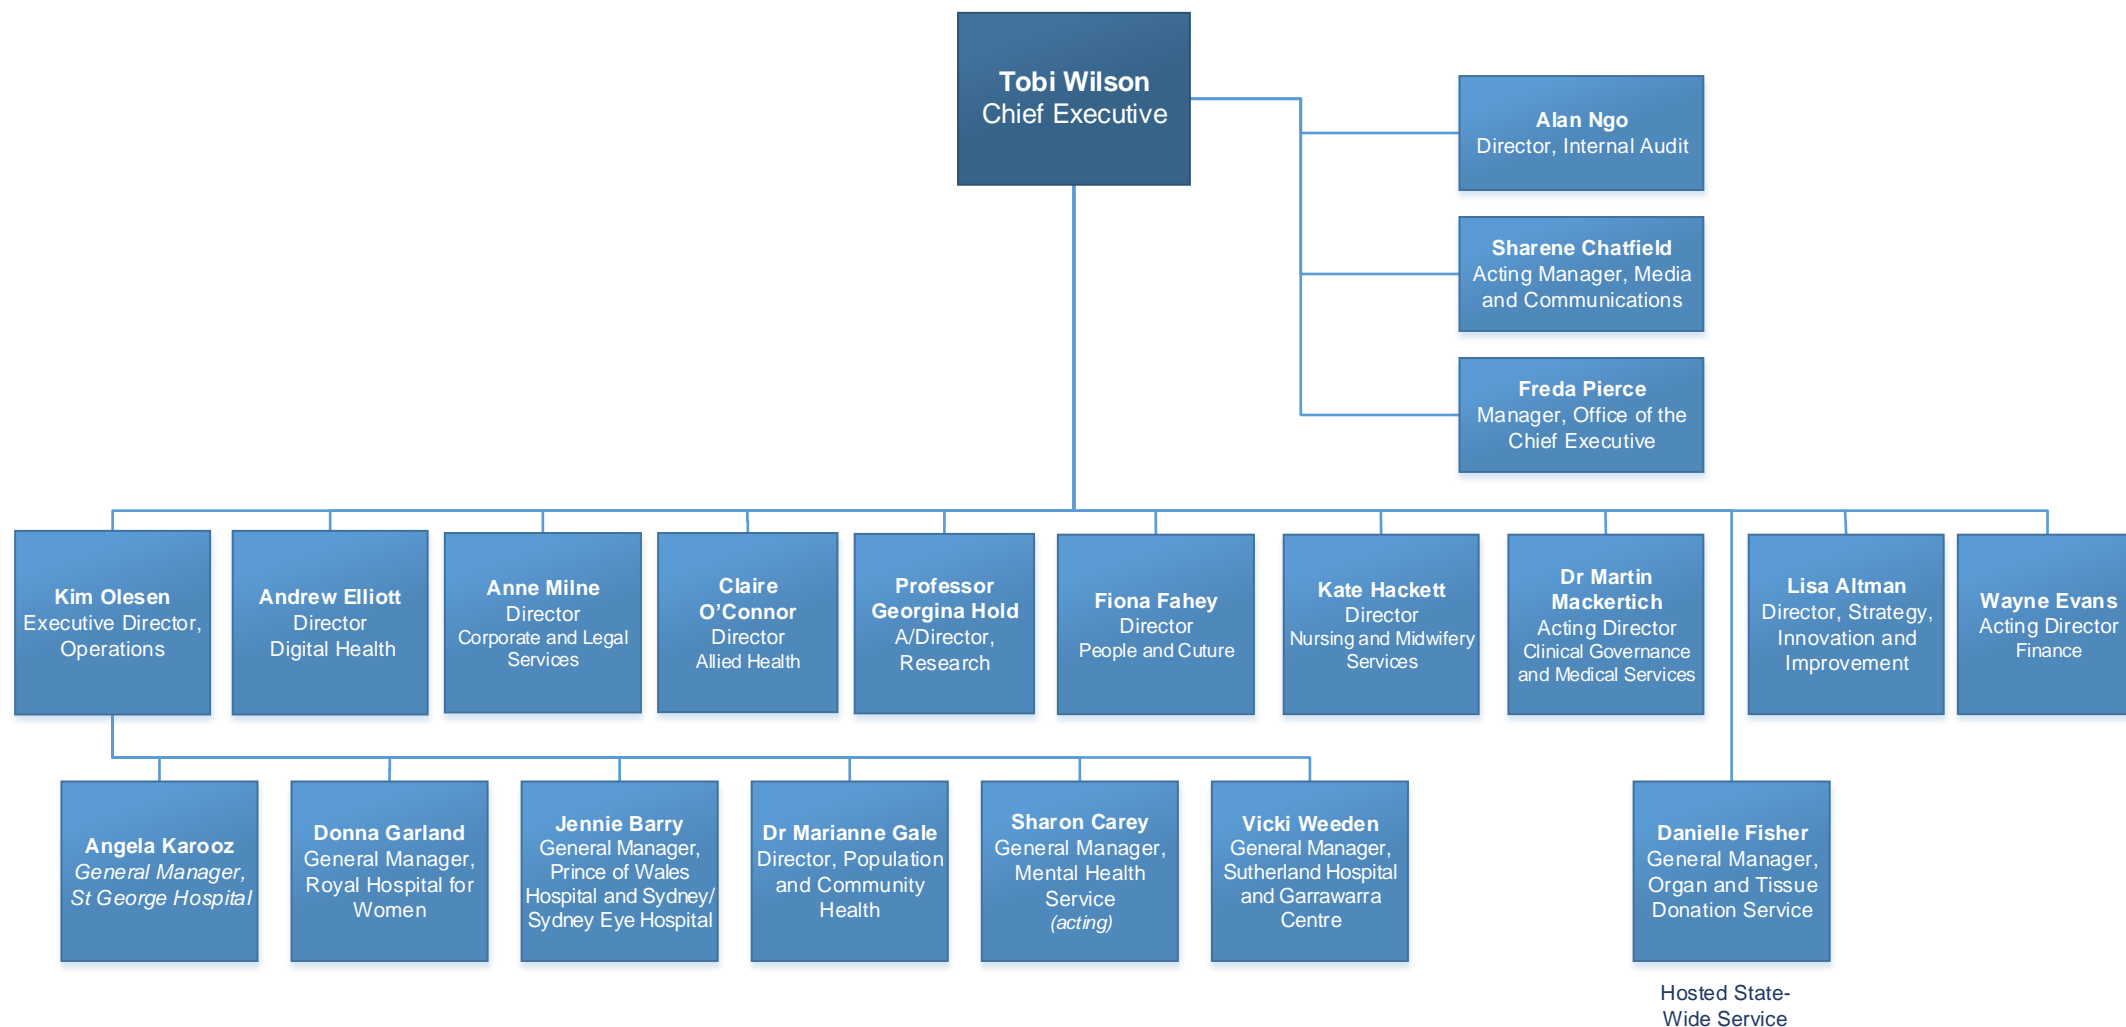 Tobi Wilson
Chief Executive
Alan Ngo
Director, Internal Audit
Sharene Chatfield
Acting Manager, Media
and Communications
Freda Pierce
Manager, Office of the
Chief Executive
Kim Olesen
Executive Director,
Operations
Andrew Elliott
Director
Digital Health
Anne Milne
Director
Corporate and Legal
Services
Claire
O’Connor
Director
Allied Health
Professor
Georgina Hold
A/Director,
Research
Fiona Fahey
Director
People and Cuture
Kate Hackett
Director
Nursing and Midwifery
Services
Dr Martin
Mackertich
Acting Director
Clinical Governance
and Medical Services
Lisa Altman
Director, Strategy,
Innovation and
Improvement
Wayne Evans
Acting Director
Finance
Angela Karooz
General Manager,
St George Hospital
Donna Garland
General Manager,
Royal Hospital for
Women
Jennie Barry
General Manager,
Prince of Wales
Hospital and Sydney/
Sydney Eye Hospital
Dr Marianne Gale
Director, Population
and Community
Health
Sharon Carey
General Manager,
Mental Health
Service
(acting)
Vicki Weeden
General Manager,
Sutherland Hospital
and Garrawarra
Centre
Danielle Fisher
General Manager,
Organ and Tissue
Donation Service
Hosted State-
Wide Service